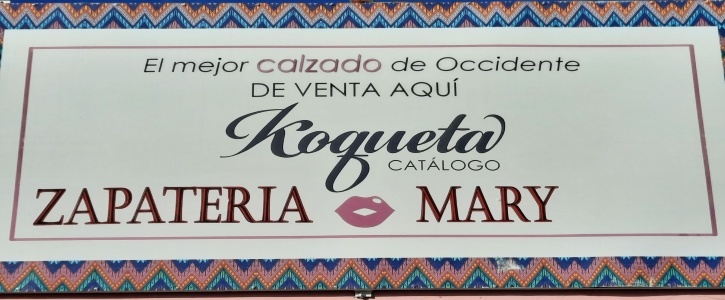 El mejor calzado de Occidente
DE VENTA AQUÍ
Koqueta
CATÁLOGO
ZAPATERIA MARY